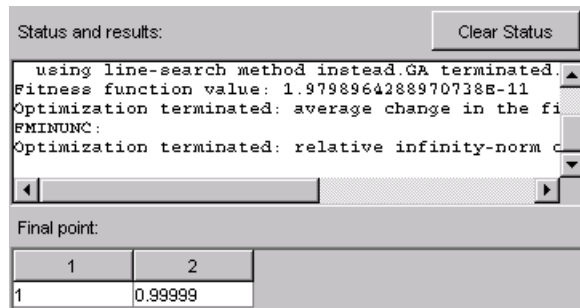 Status and results:
Clear Status
using line-search method instead.GA terminated.
Fitness function value: 1.9798964288970738E-11
Optimization terminated: average change in the fi
FMINUNC:
Optimization terminated: relative infinity-norm o
Final point:
1 2
1 0.99999